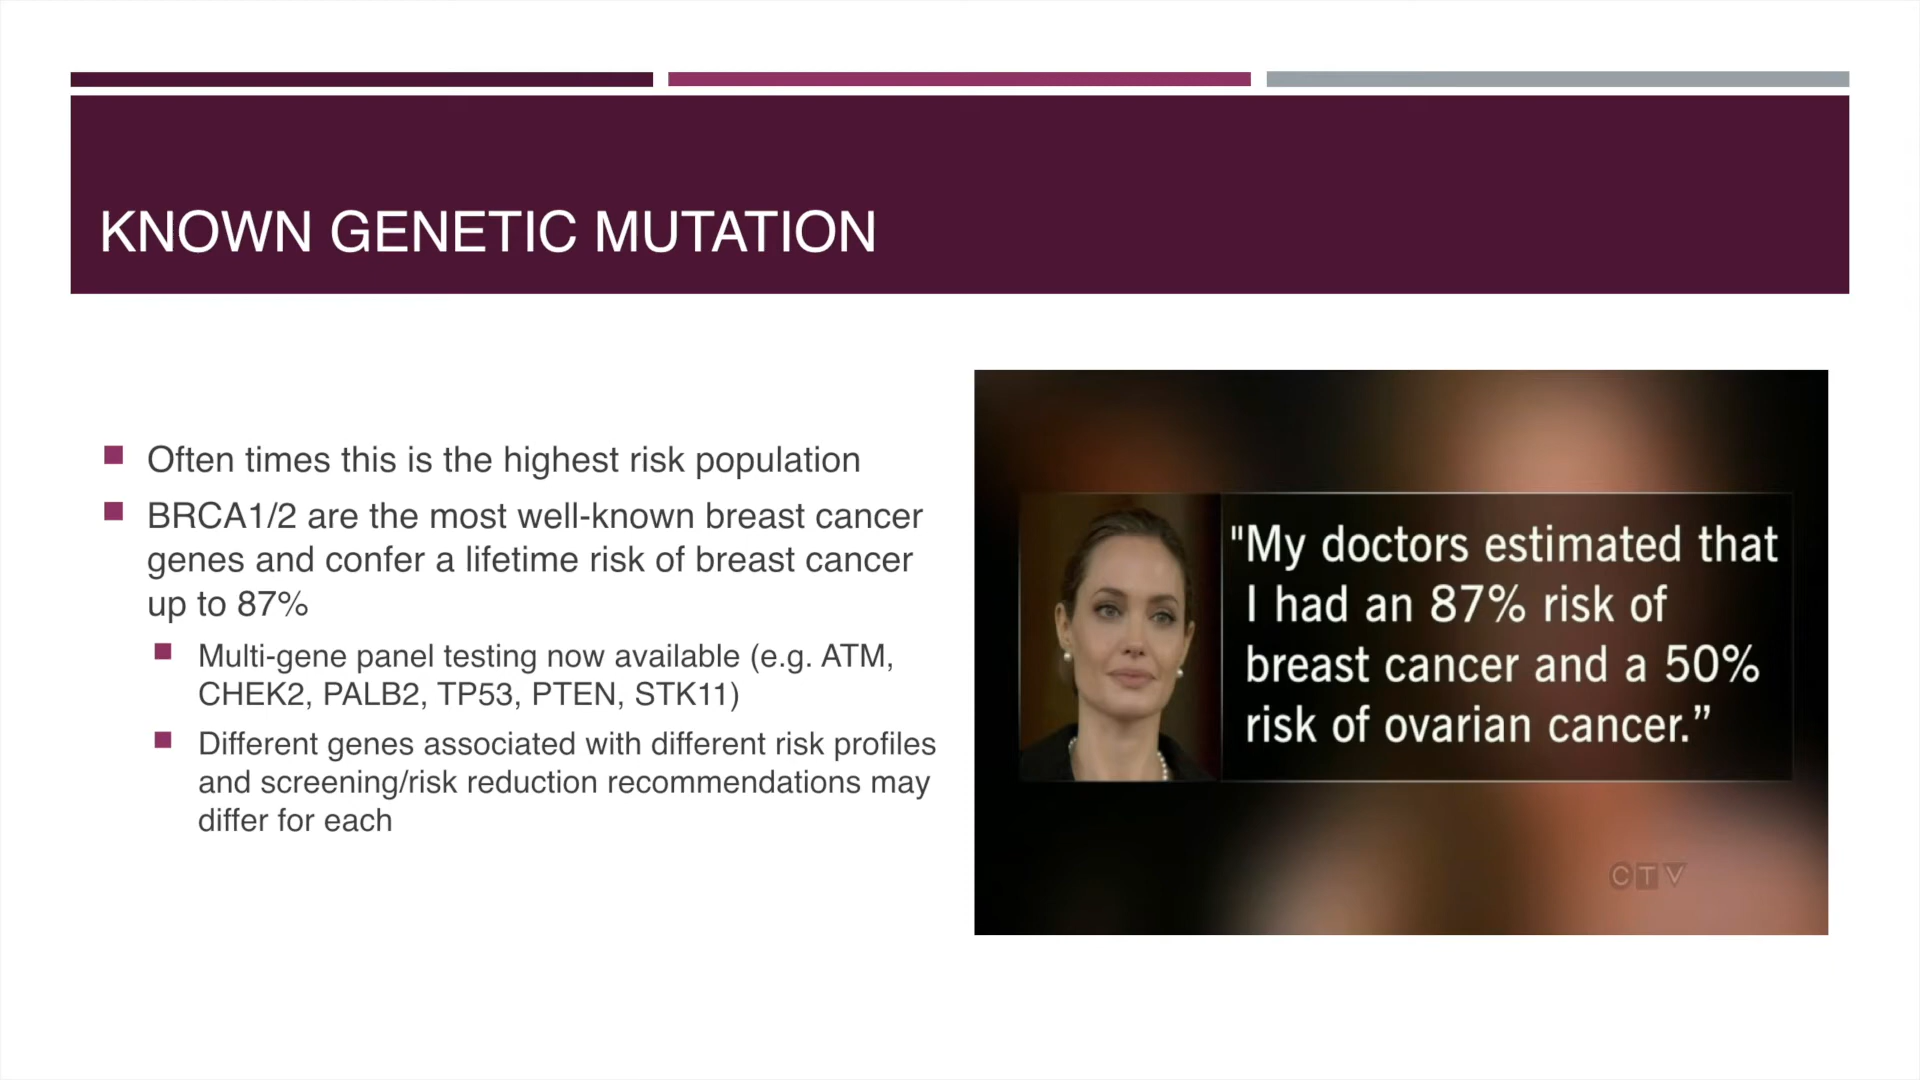 KNOWN GENETIC MUTATION
Often times this is the highest risk population
BRCA1/2 are the most well-known breast cancer
genes and confer a lifetime risk of breast cancer
up to 87%
Multi-gene panel testing now available (e.g. ATM,
CHEK2, PALB2, TP53, PTEN, STK11)
Different genes associated with different risk profiles
and screening/risk reduction recommendations may
differ for each
"My doctors estimated that
I had an 87% risk of
breast cancer and a 50%
risk of ovarian cancer.”
CTV